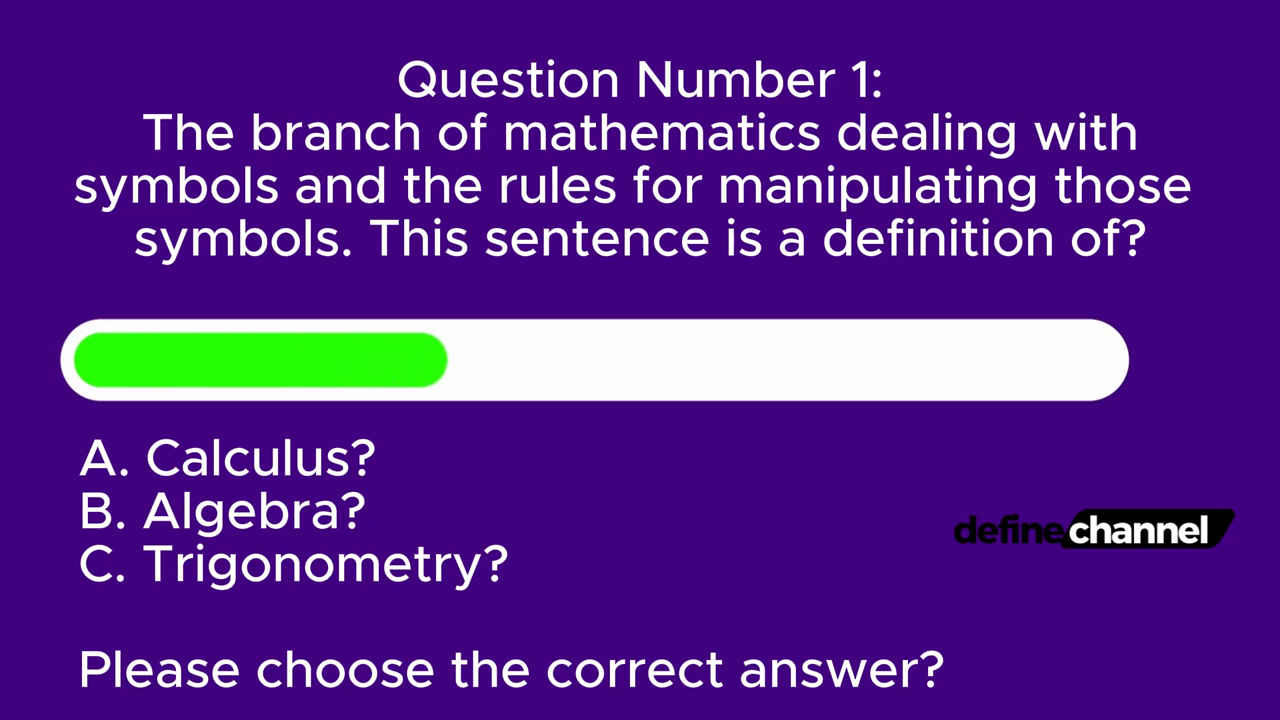 Question Number 1:
The branch of mathematics dealing with
symbols and the rules for manipulating those
symbols. This sentence is a definition of?
A. Calculus?
B. Algebra?
C. Trigonometry?
definechannel
Please choose the correct answer?